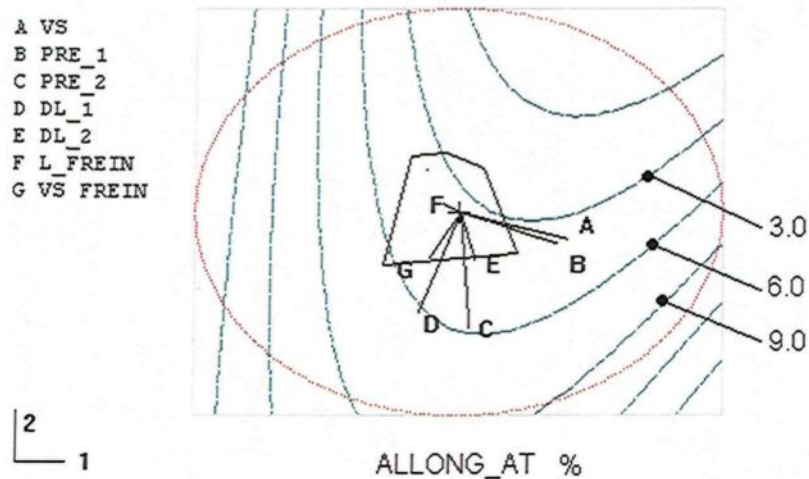 A VS
B PRE_1
C PRE_2
D DL_1
E DL_2
F L_FREIN
G VS FREIN
F
A
B
G
E
D
C
3.0
6.0
9.0
2
1
ALLONG_AT %